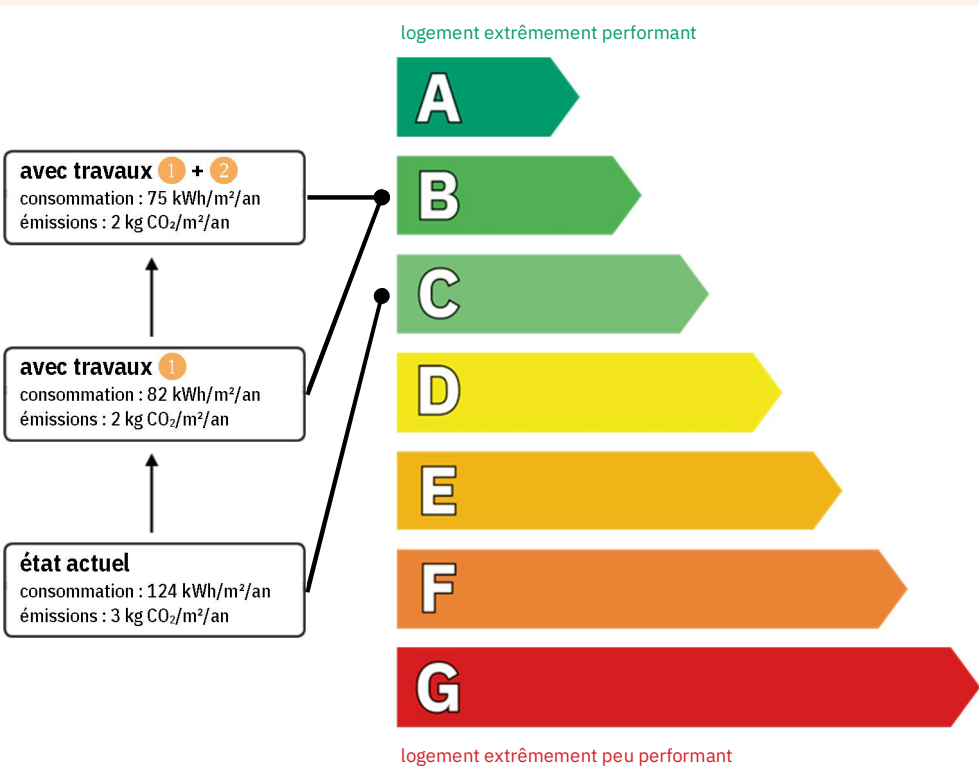 logement extrêmement performant
A
avec travaux 1 + 2
consommation : 75 kWh/m²/an
émissions : 2 kg CO₂/m²/an
B
C
avec travaux 1
consommation : 82 kWh/m²/an
émissions : 2 kg CO₂/m²/an
D
E
état actuel
consommation : 124 kWh/m²/an
émissions : 3 kg CO₂/m²/an
F
G
logement extrêmement peu performant